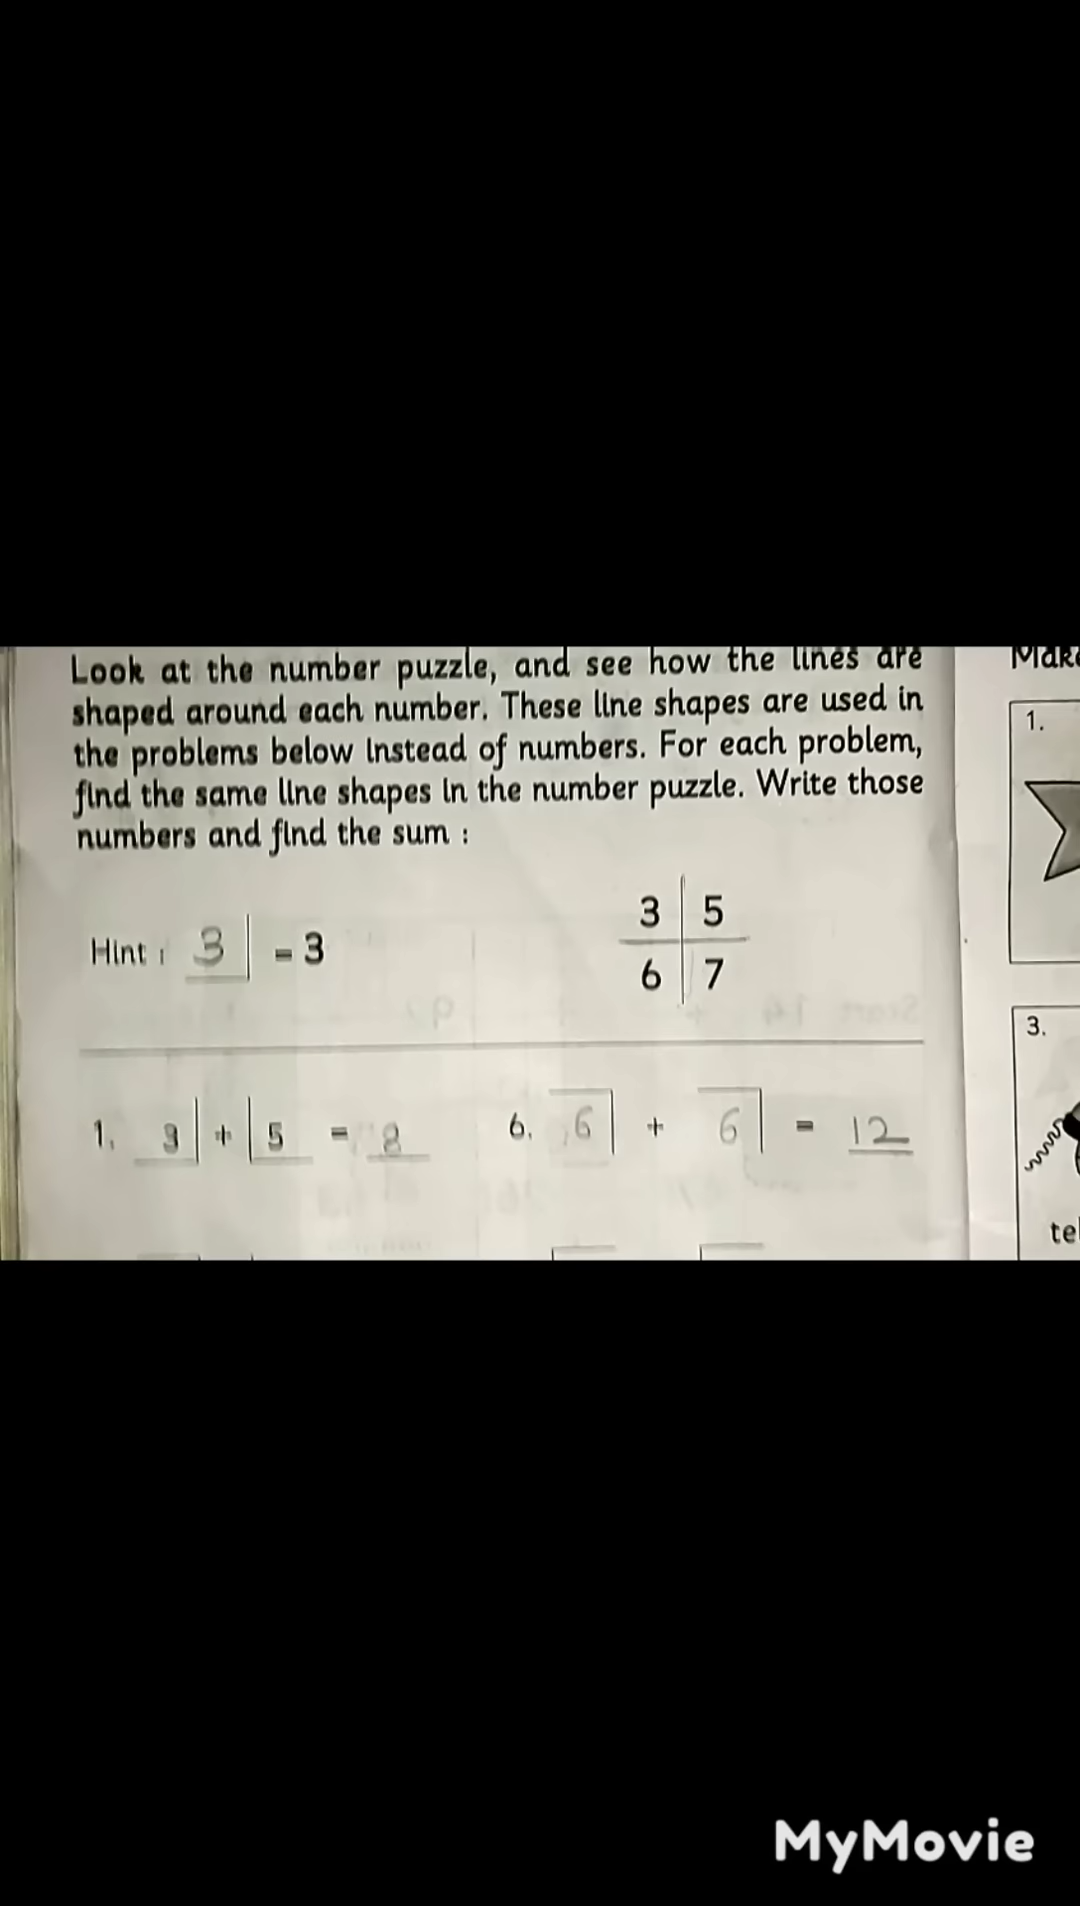 Look at the number puzzle, and see how the lines are
shaped around each number. These line shapes are used in
the problems below instead of numbers. For each problem,
find the same line shapes in the number puzzle. Write those
numbers and find the sum :
Hint : 3 = 3
3 5
6 7
1. 3 + 5 = 8
6. 6 + 6 = 12
1.
3.
MyMovie